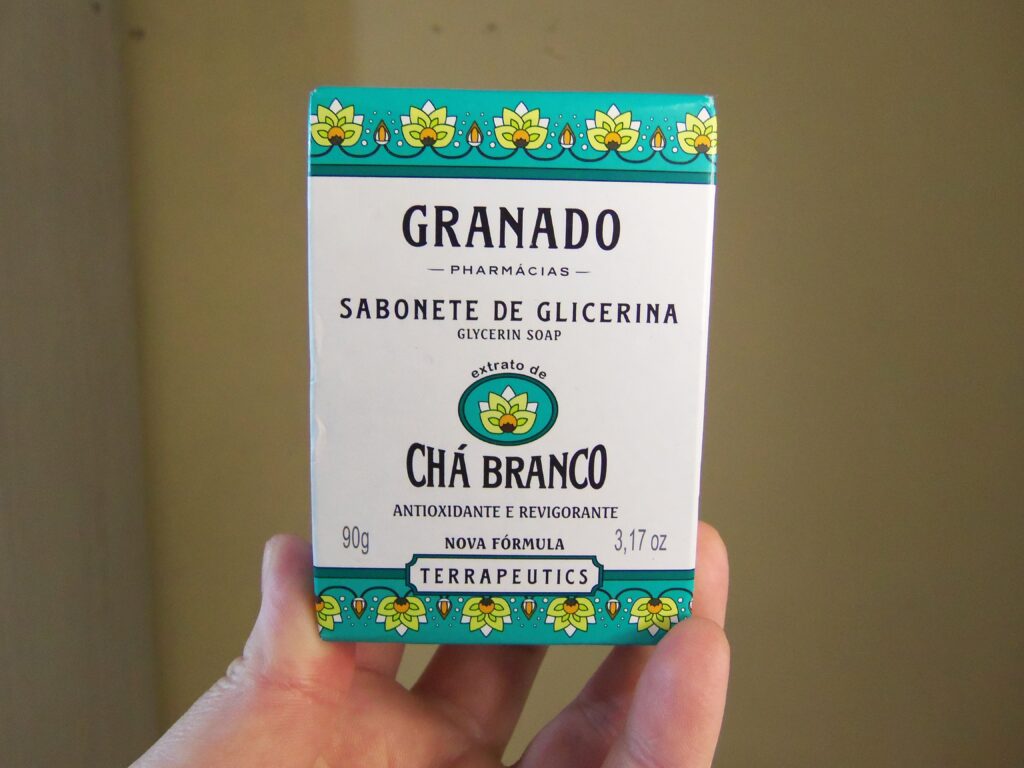 GRANADO
— PHARMÁCIAS —
SABONETE DE GLICERINA
GLYCERIN SOAP
extrato de
CHÁ BRANCO
ANTIOXIDANTE E REVIGORANTE
90g NOVA FÓRMULA 3,17 oz
TERRAPEUTICS